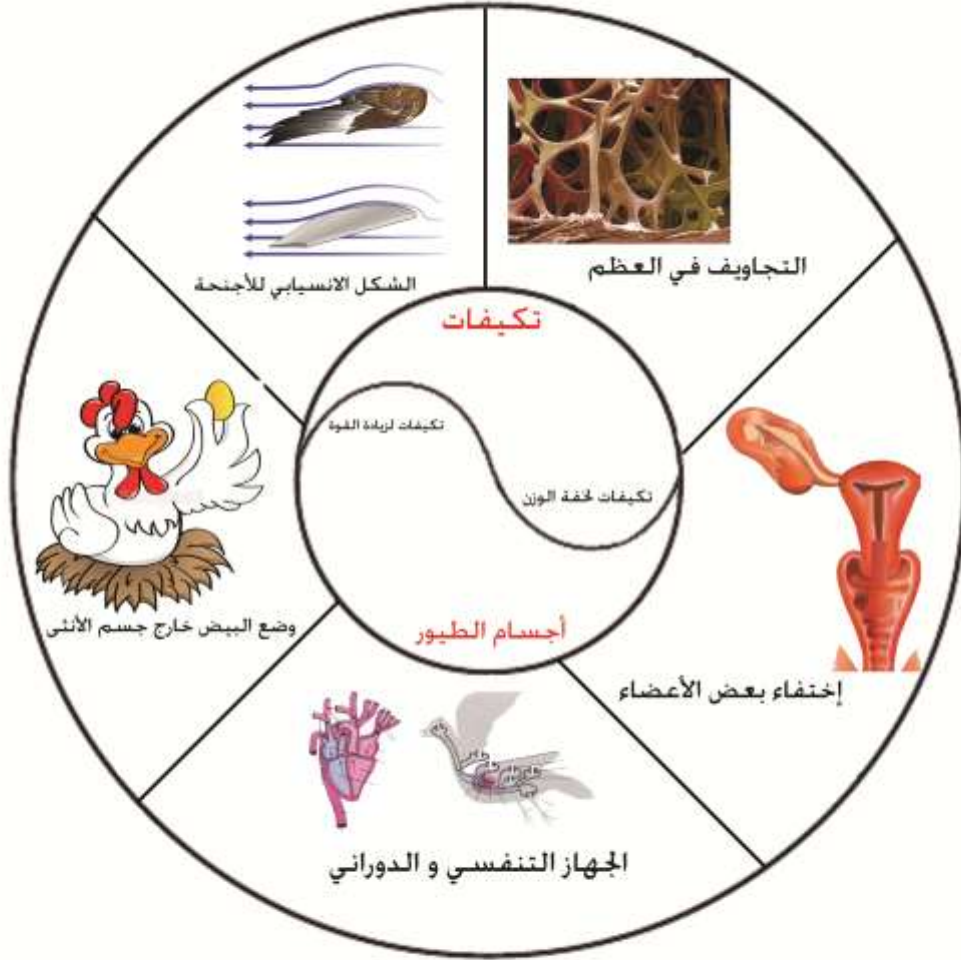 التجاويف في العظم
الشكل الانسيابي للأجنحة
تكيفات
تكيفات لزيادة القوة
تكيفات لخفة الوزن
أجسام الطيور
وضع البيض خارج جسم الأنثى
إختفاء بعض الأعضاء
الجهاز التنفسي و الدوراني